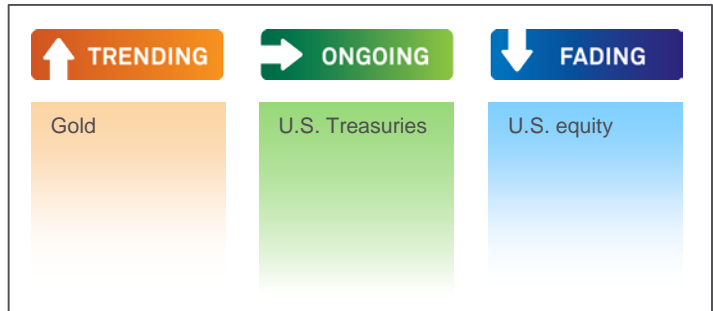 TRENDING
ONGOING
FADING
Gold
U.S. Treasuries
U.S. equity